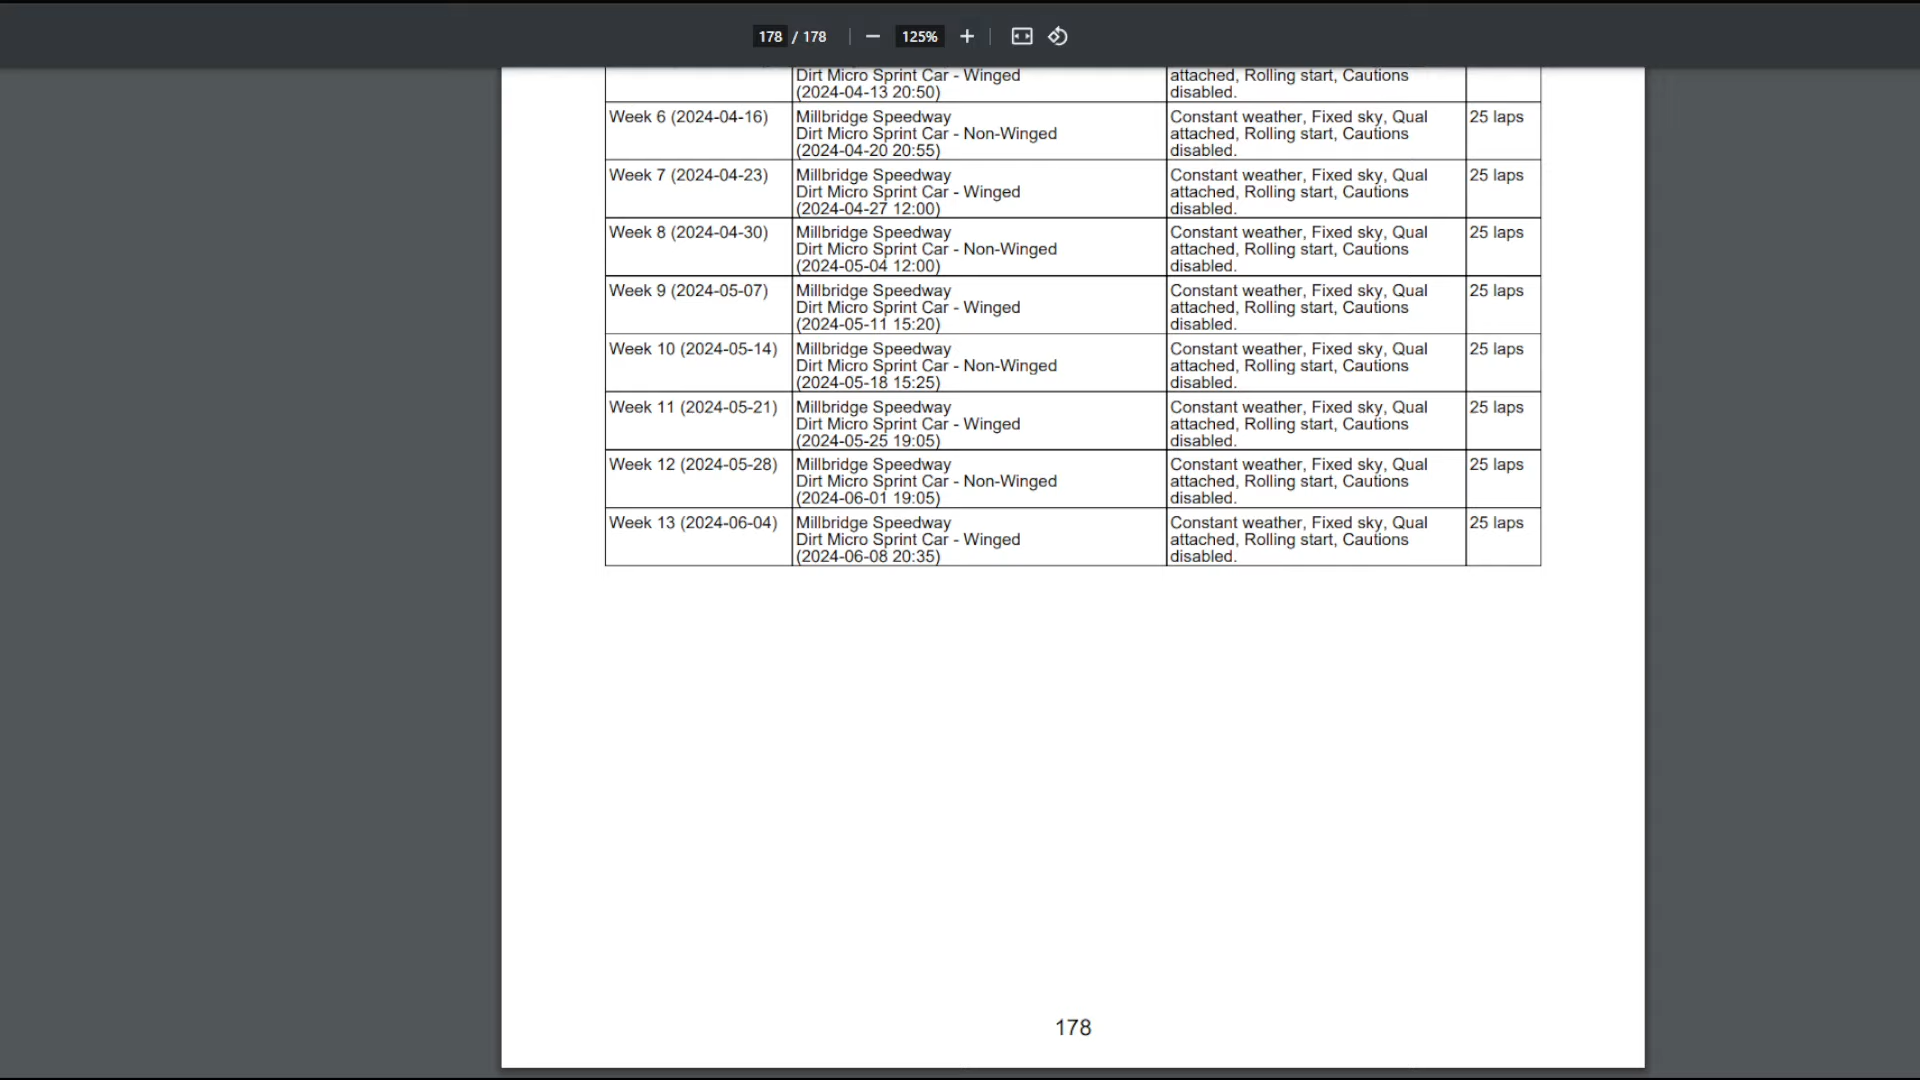 178 / 178 125%
Dirt Micro Sprint Car - Winged attached, Rolling start, Cautions
(2024-04-13 20:50) disabled.
Week 6 (2024-04-16) Millbridge Speedway Constant weather, Fixed sky, Qual 25 laps
Dirt Micro Sprint Car - Non-Winged attached, Rolling start, Cautions
(2024-04-20 20:55) disabled.
Week 7 (2024-04-23) Millbridge Speedway Constant weather, Fixed sky, Qual 25 laps
Dirt Micro Sprint Car - Winged attached, Rolling start, Cautions
(2024-04-27 12:00) disabled.
Week 8 (2024-04-30) Millbridge Speedway Constant weather, Fixed sky, Qual 25 laps
Dirt Micro Sprint Car - Non-Winged attached, Rolling start, Cautions
(2024-05-04 12:00) disabled.
Week 9 (2024-05-07) Millbridge Speedway Constant weather, Fixed sky, Qual 25 laps
Dirt Micro Sprint Car - Winged attached, Rolling start, Cautions
(2024-05-11 15:20) disabled.
Week 10 (2024-05-14) Millbridge Speedway Constant weather, Fixed sky, Qual 25 laps
Dirt Micro Sprint Car - Non-Winged attached, Rolling start, Cautions
(2024-05-18 15:25) disabled.
Week 11 (2024-05-21) Millbridge Speedway Constant weather, Fixed sky, Qual 25 laps
Dirt Micro Sprint Car - Winged attached, Rolling start, Cautions
(2024-05-25 19:05) disabled.
Week 12 (2024-05-28) Millbridge Speedway Constant weather, Fixed sky, Qual 25 laps
Dirt Micro Sprint Car - Non-Winged attached, Rolling start, Cautions
(2024-06-01 19:05) disabled.
Week 13 (2024-06-04) Millbridge Speedway Constant weather, Fixed sky, Qual 25 laps
Dirt Micro Sprint Car - Winged attached, Rolling start, Cautions
(2024-06-08 20:35) disabled.
178